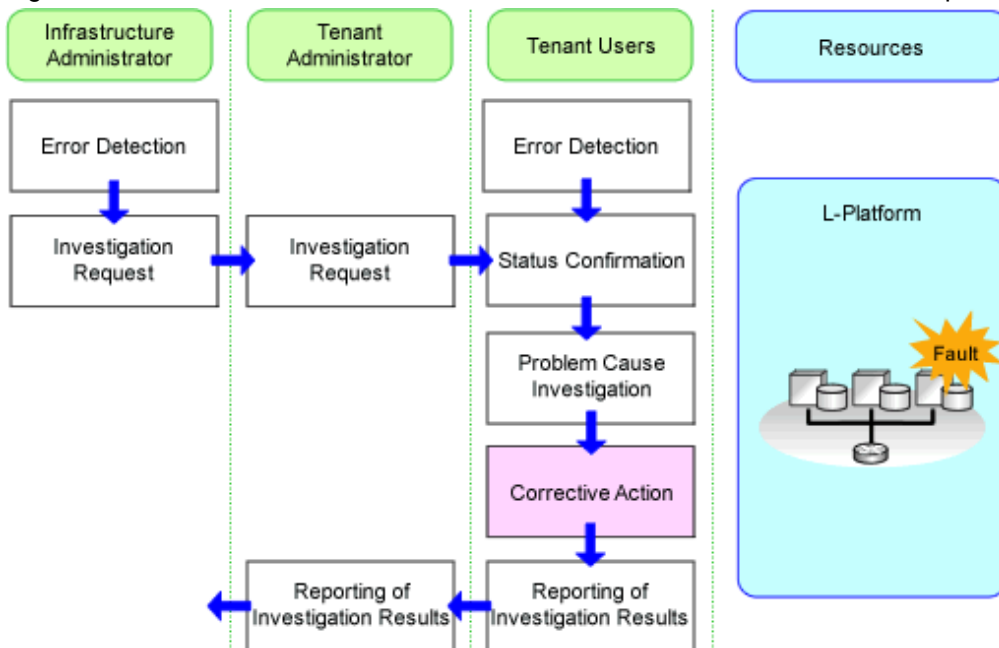 Infrastructure
Administrator
Tenant
Administrator
Tenant Users
Resources
Error Detection
Error Detection
L-Platform
Investigation
Request
Investigation
Request
Status Confirmation
Problem Cause
Investigation
Fault
Corrective Action
Reporting of
Investigation Results
Reporting of
Investigation Results